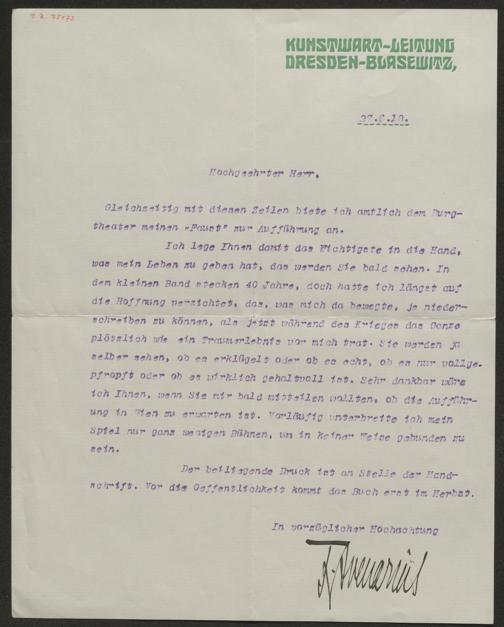 KUNSTWART-LEITUNG
DRESDEN-BLASEWITZ,
Hochgeehrter Herr,
Gleichzeitig mit diesen Zeilen biete ich amtlich dem Burg-
theater meinen „Faust" zur Aufführung an.
Ich lege Ihnen damit das Wichtigste in die Hand,
was mein Leben zu geben hat, das werden Sie bald sehen. In
dem kleinen Band stecken 40 Jahre, doch hatte ich längst auf
die Hoffnung verzichtet, das, was mich da bewegte, je nieder-
schreiben zu können, als jetzt während des Krieges das Ganze
plötzlich wie ein Traumerlebnis vor mich trat. Sie werden ja
selber sehen, ob es erklügelt oder ob es echt, ob es nur vollge-
pfropft oder ob es wirklich gehaltvoll ist. Sehr dankbar wäre
ich Ihnen, wenn Sie mir bald mitteilen wollten, ob die Aufführ-
ung in Wien zu erwarten ist. Vorläufig unterbreite ich mein
Spiel nur ganz wenigen Bühnen, um in keiner Weise gebunden zu
sein.
Der beiliegende Druck ist an Stelle der Hand-
schrift. Vor die Oeffentlichkeit kommt das Buch erst im Herbst.
In vorzüglicher Hochachtung
Avenarius